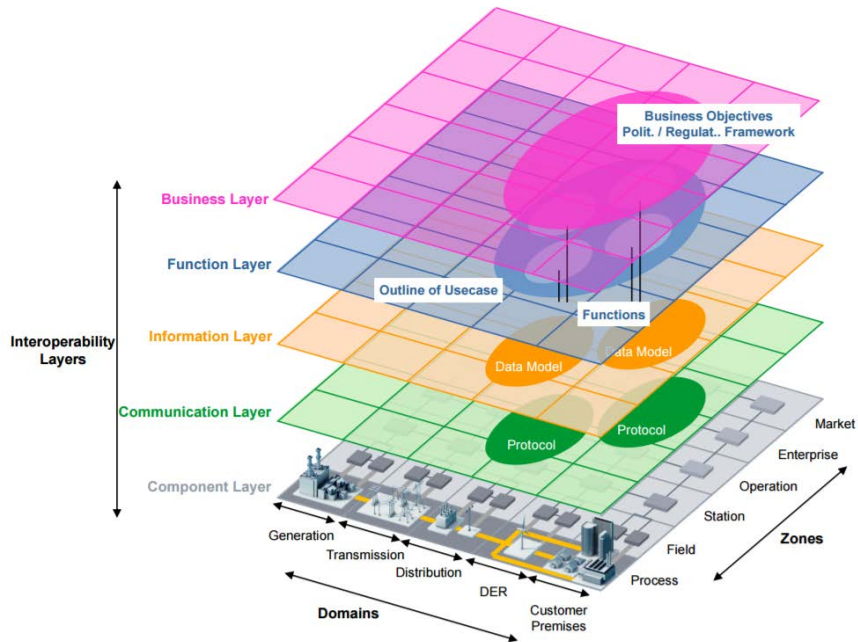 Business Objectives
Polit. / Regulat.. Framework
Business Layer
Function Layer
Outline of Usecase
Functions
Interoperability
Layers
Information Layer
Data Model
Data Model
Communication Layer
Protocol
Protocol
Component Layer
Market
Enterprise
Operation
Station
Field
Process
Zones
Generation
Transmission
Distribution
DER
Customer
Premises
Domains